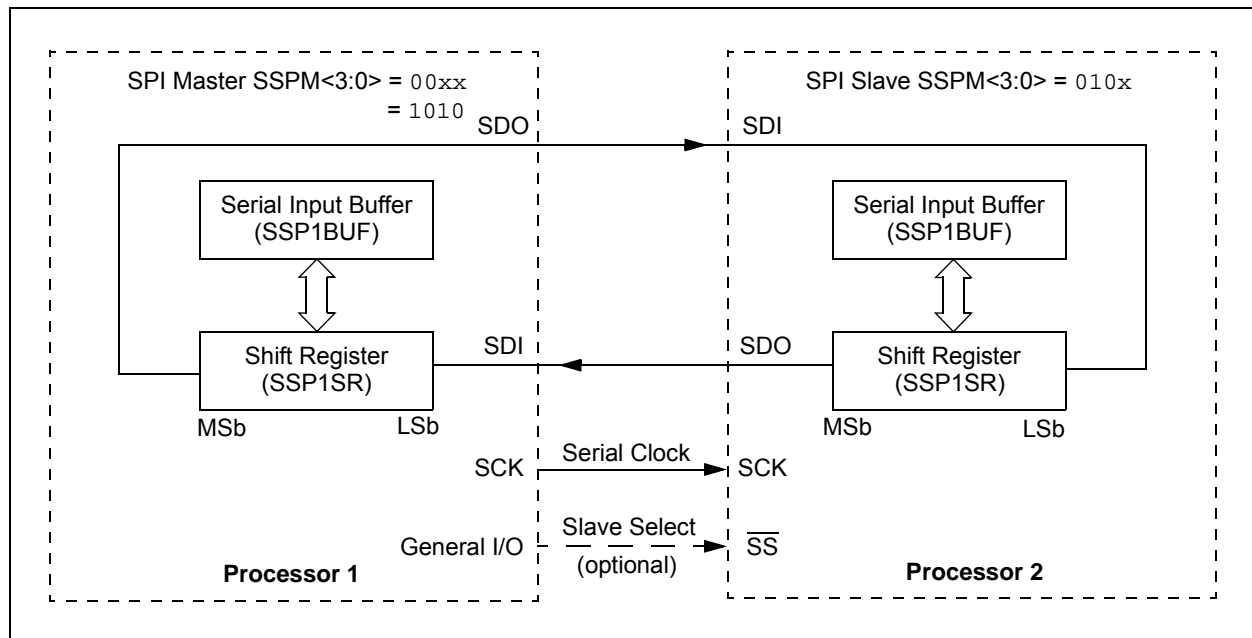 SPI Master SSPM<3:0> = 00xx
= 1010
SDO
Serial Input Buffer
(SSP1BUF)
Shift Register
(SSP1SR)
MSb
LSb
SDI
SCK
General I/O
Processor 1
Serial Clock
Slave Select
(optional)
SPI Slave SSPM<3:0> = 010x
SDI
Serial Input Buffer
(SSP1BUF)
SDO
Shift Register
(SSP1SR)
MSb
LSb
SCK
S̅S̅
Processor 2